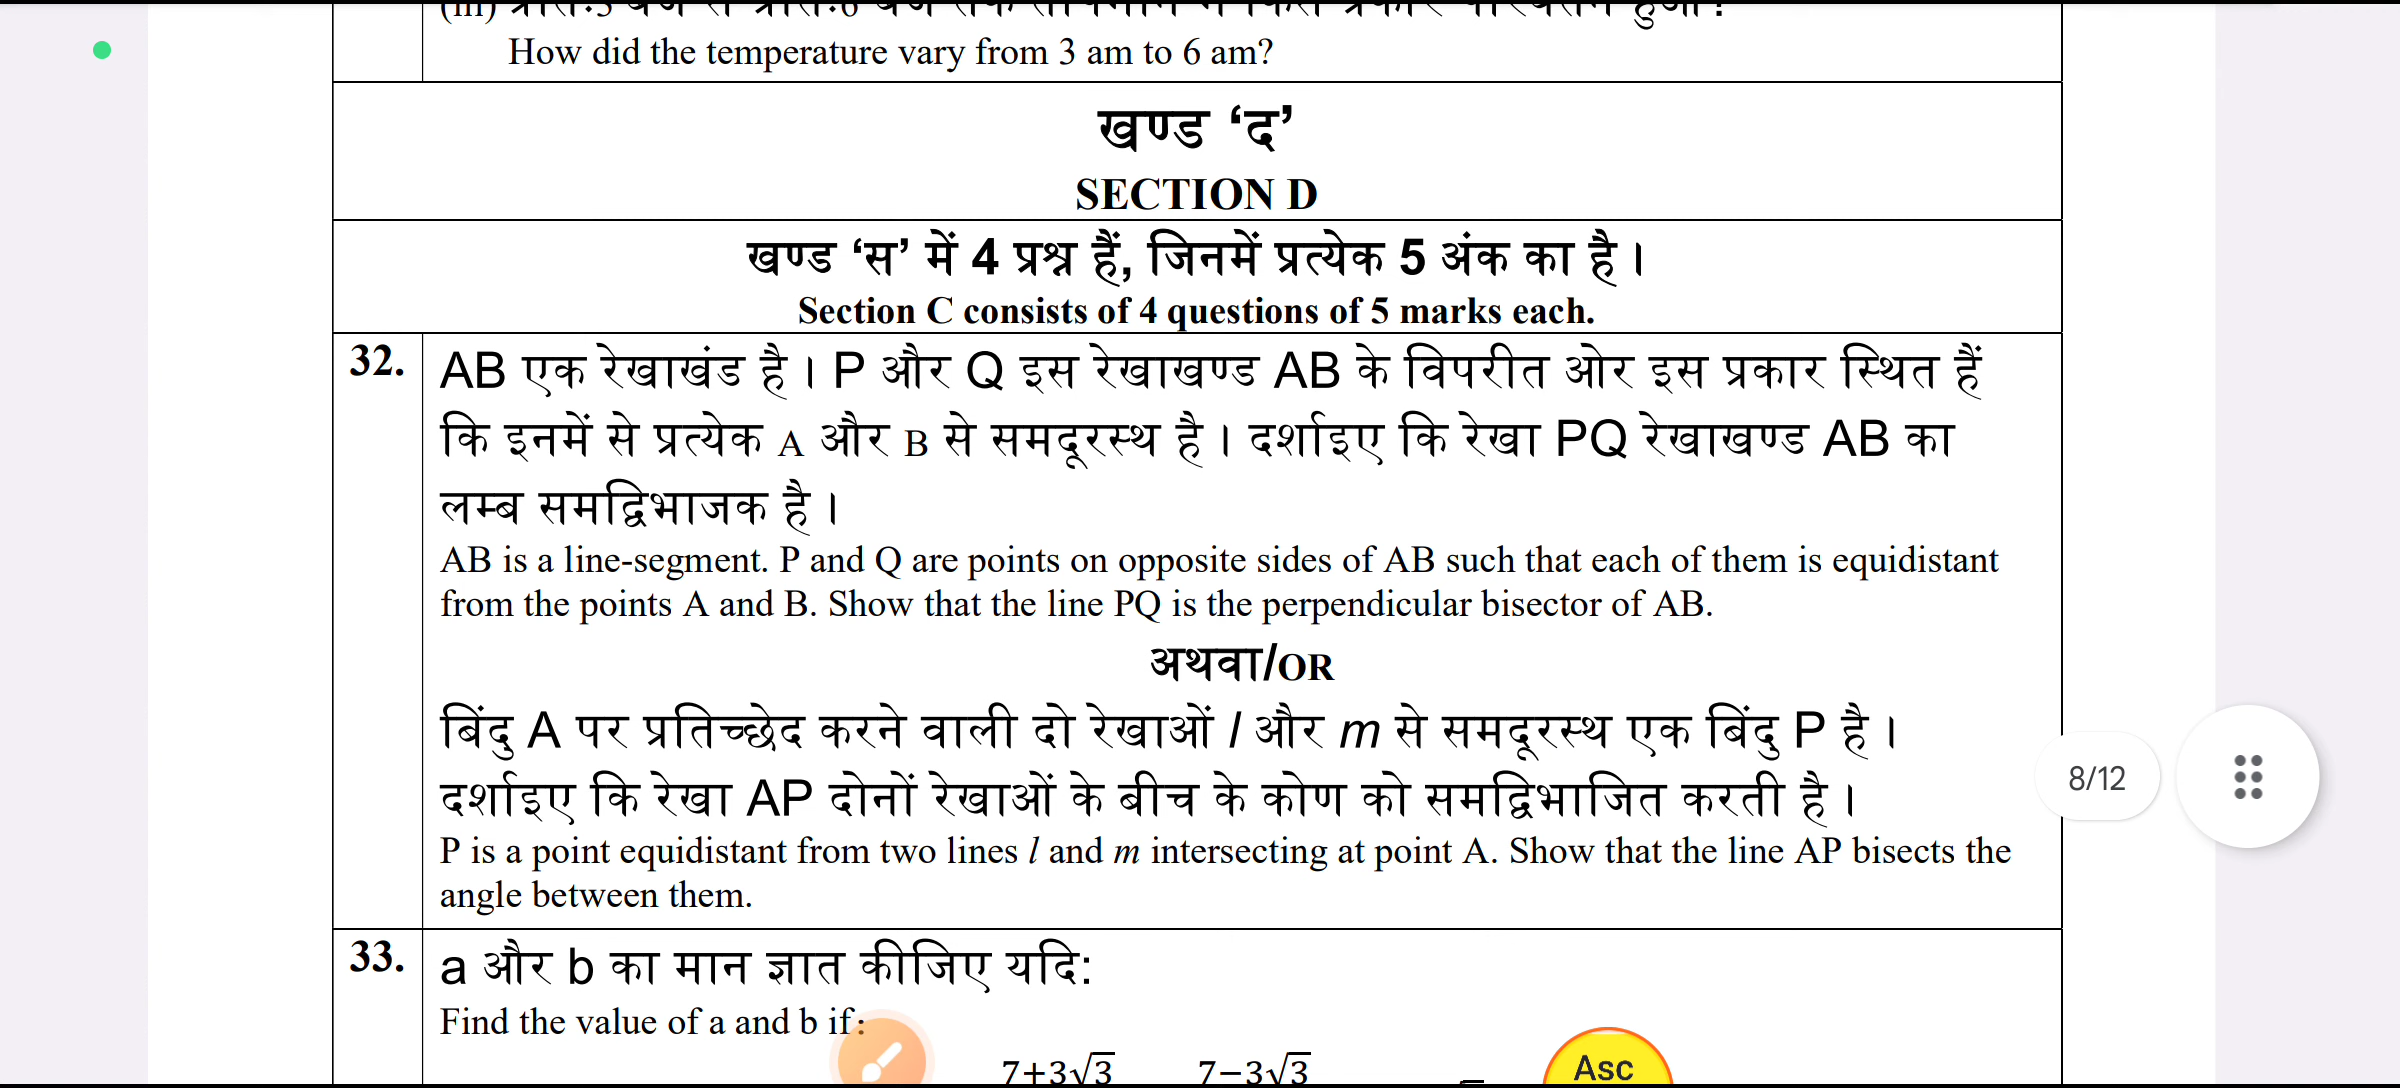 How did the temperature vary from 3 am to 6 am?
खण्ड ‘द’
SECTION D
खण्ड ‘स’ में 4 प्रश्न हैं, जिनमें प्रत्येक 5 अंक का है।
Section C consists of 4 questions of 5 marks each.
32. AB एक रेखाखंड है। P और Q इस रेखाखण्ड AB के विपरीत ओर इस प्रकार स्थित हैं
कि इनमें से प्रत्येक A और B से समदूरस्थ है। दर्शाइए कि रेखा PQ रेखाखण्ड AB का
लम्ब समद्विभाजक है।
AB is a line-segment. P and Q are points on opposite sides of AB such that each of them is equidistant
from the points A and B. Show that the line PQ is the perpendicular bisector of AB.
अथवा/OR
बिंदु A पर प्रतिच्छेद करने वाली दो रेखाओं l और m से समदूरस्थ एक बिंदु P है।
दर्शाइए कि रेखा AP दोनों रेखाओं के बीच के कोण को समद्विभाजित करती है।
8/12
P is a point equidistant from two lines l and m intersecting at point A. Show that the line AP bisects the
angle between them.
33. a और b का मान ज्ञात कीजिए यदि:
Find the value of a and b if:
7+3√3 7−3√3
Asc